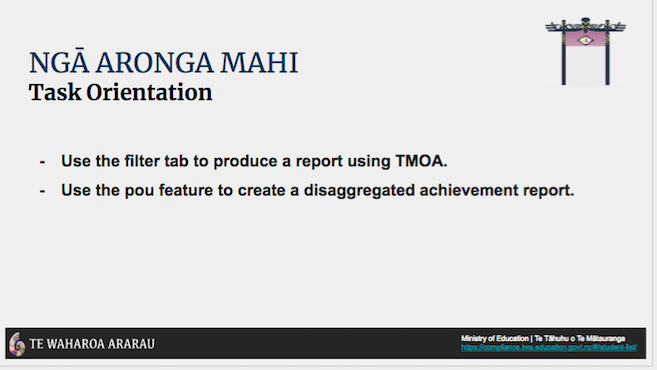 NGĀ ARONGA MAHI
Task Orientation
- Use the filter tab to produce a report using TMOA.
- Use the pou feature to create a disaggregated achievement report.
TE WAHAROA ARARAU
Ministry of Education | Te Tāhuhu o Te Mātauranga
https://compliance.twa.education.govt.nz/#/student-list/